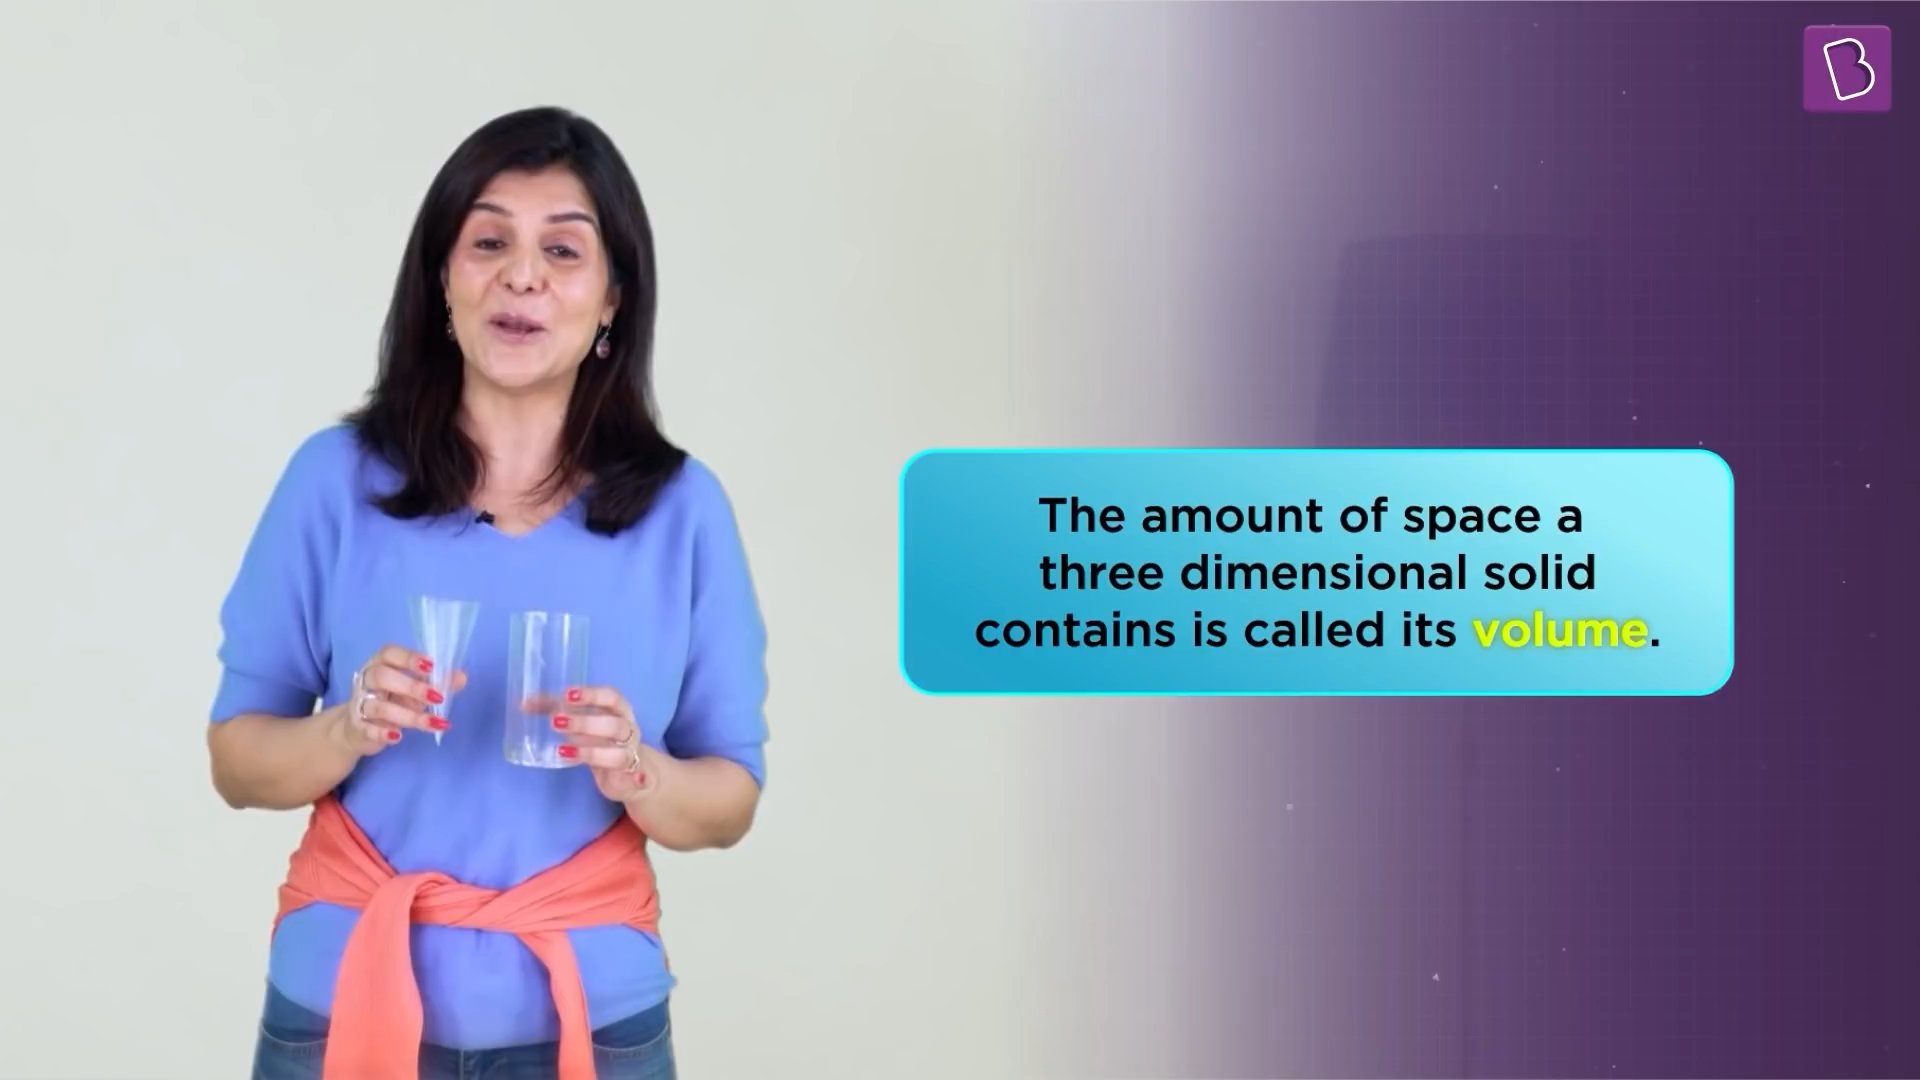 B
The amount of space a
three dimensional solid
contains is called its volume.